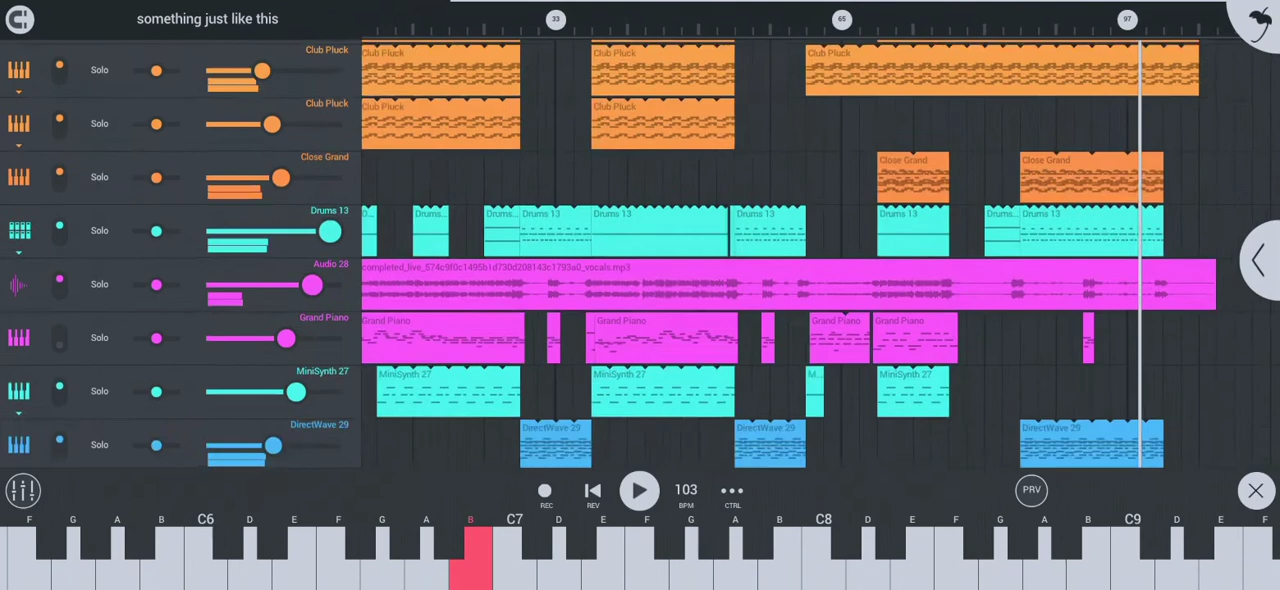 something just like this
33 65 97
Club Pluck
Solo
Club Pluck Club Pluck Club Pluck
Club Pluck
Solo
Club Pluck Club Pluck
Close Grand
Solo
Close Grand Close Grand
Drums 13
Solo
D... Drums... Drums... Drums 13 Drums 13 Drums 13 Drums 13 Drums... Drums 13
Audio 28
Solo
completed_live_574c9f0c1495b1d730d208143c1793a0_vocals.mp3
Grand Piano
Solo
Grand Piano Grand Piano Grand Piano Grand Piano
MiniSynth 27
Solo
MiniSynth 27 MiniSynth 27 M... MiniSynth 27
DirectWave 29
Solo
DirectWave 29 DirectWave 29 DirectWave 29
103 PRV
REC REV BPM CTRL
F G A B C6 D E F G A B C7 D E F G A B C8 D E F G A B C9 D E F